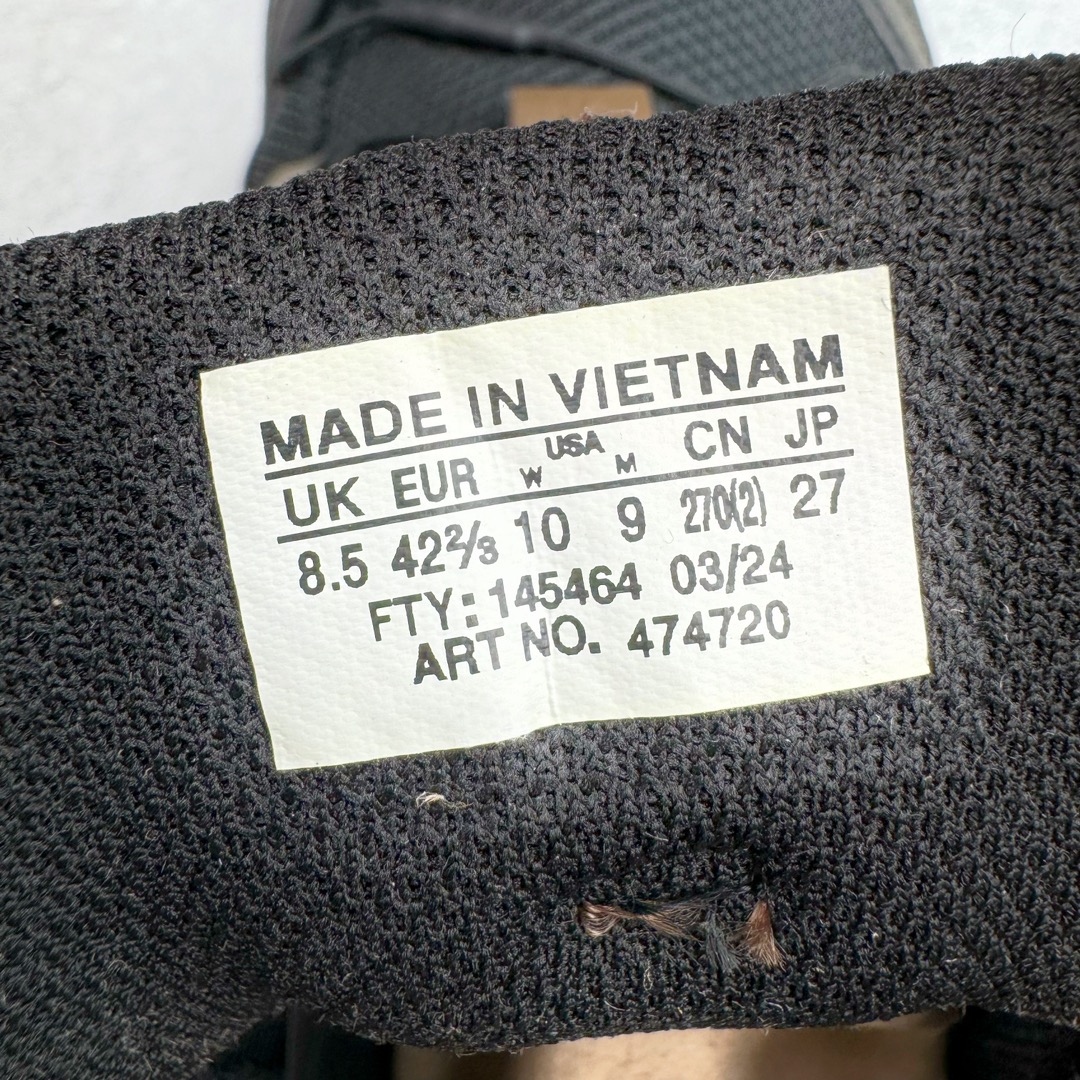 MADE IN VIETNAM
UK EUR W USA M CN JP
8.5 42⅔ 10 9 270(2) 27
FTY: 145464 03/24
ART NO. 474720